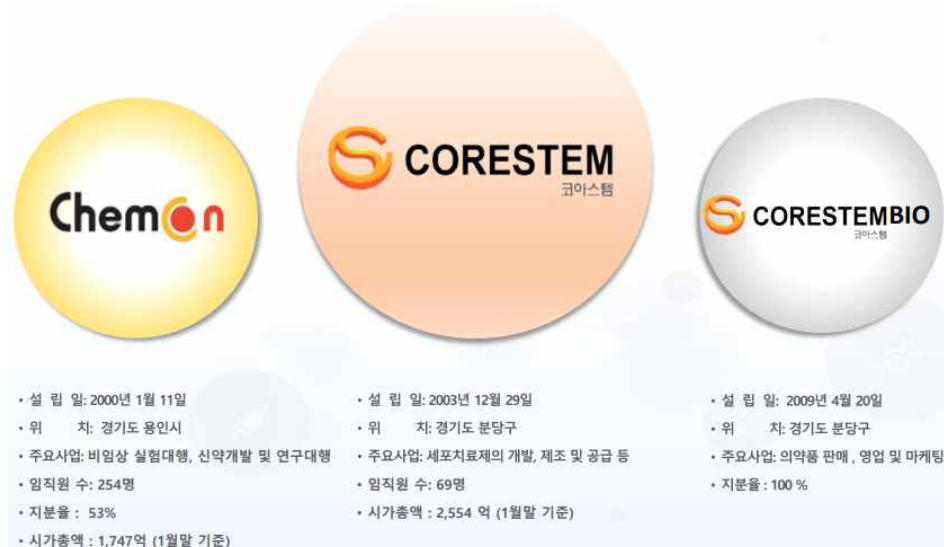 Chemon
CORESTEM
코아스템
CORESTEMBIO
코아스템
• 설 립 일: 2000년 1월 11일
• 위 치: 경기도 용인시
• 주요사업: 비임상 실험대행, 신약개발 및 연구대행
• 임직원 수: 254명
• 지분율 : 53%
• 시가총액 : 1,747억 (1월말 기준)
• 설 립 일: 2003년 12월 29일
• 위 치: 경기도 분당구
• 주요사업: 세포치료제의 개발, 제조 및 공급 등
• 임직원 수: 69명
• 시가총액 : 2,554 억 (1월말 기준)
• 설 립 일: 2009년 4월 20일
• 위 치: 경기도 분당구
• 주요사업: 의약품 판매 , 영업 및 마케팅
• 지분율 : 100 %